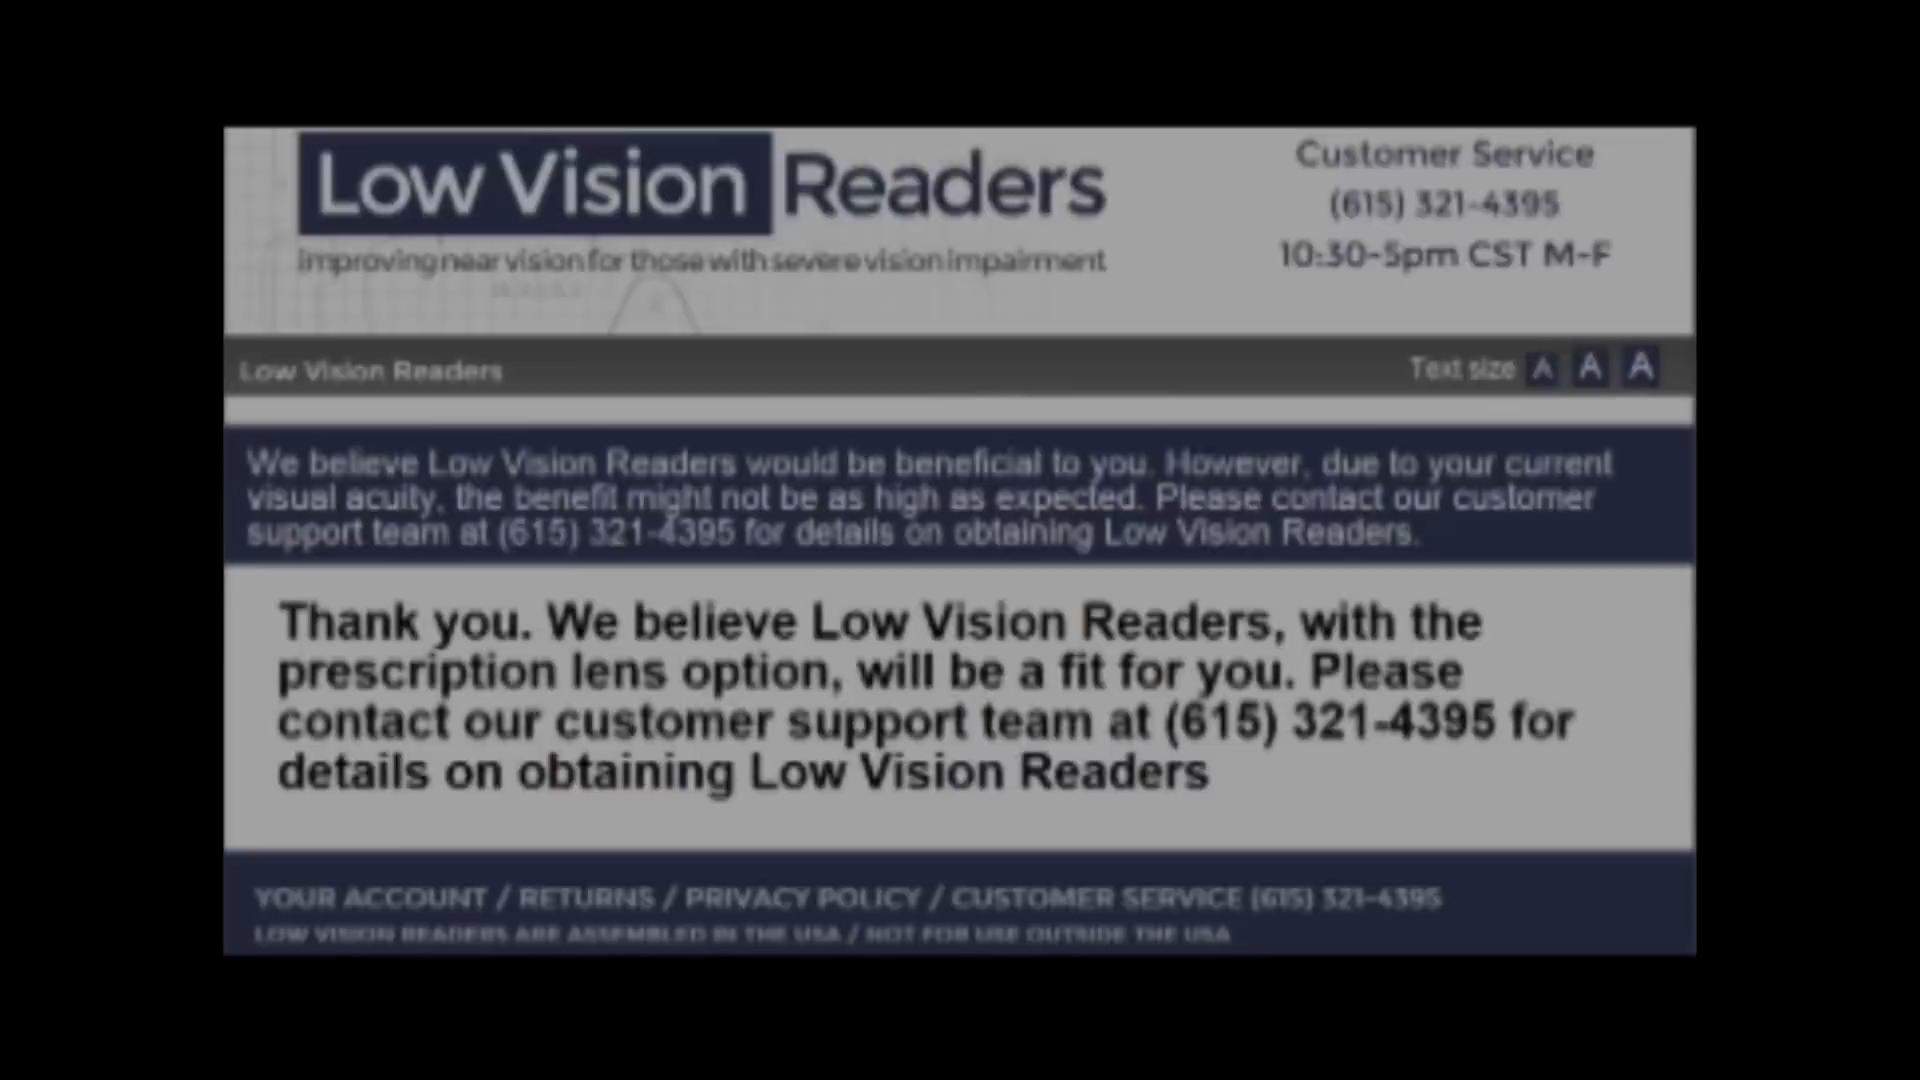 Low Vision Readers
improving near vision for those with severe vision impairment
Customer Service
(615) 321-4395
10:30-5pm CST M-F
Low Vision Readers
Text size A A A
We believe Low Vision Readers would be beneficial to you. However, due to your current
visual acuity, the benefit might not be as high as expected. Please contact our customer
support team at (615) 321-4395 for details on obtaining Low Vision Readers.
Thank you. We believe Low Vision Readers, with the
prescription lens option, will be a fit for you. Please
contact our customer support team at (615) 321-4395 for
details on obtaining Low Vision Readers
YOUR ACCOUNT / RETURNS / PRIVACY POLICY / CUSTOMER SERVICE (615) 321-4395
LOW VISION READERS ARE ASSEMBLED IN THE USA / NOT FOR USE OUTSIDE THE USA